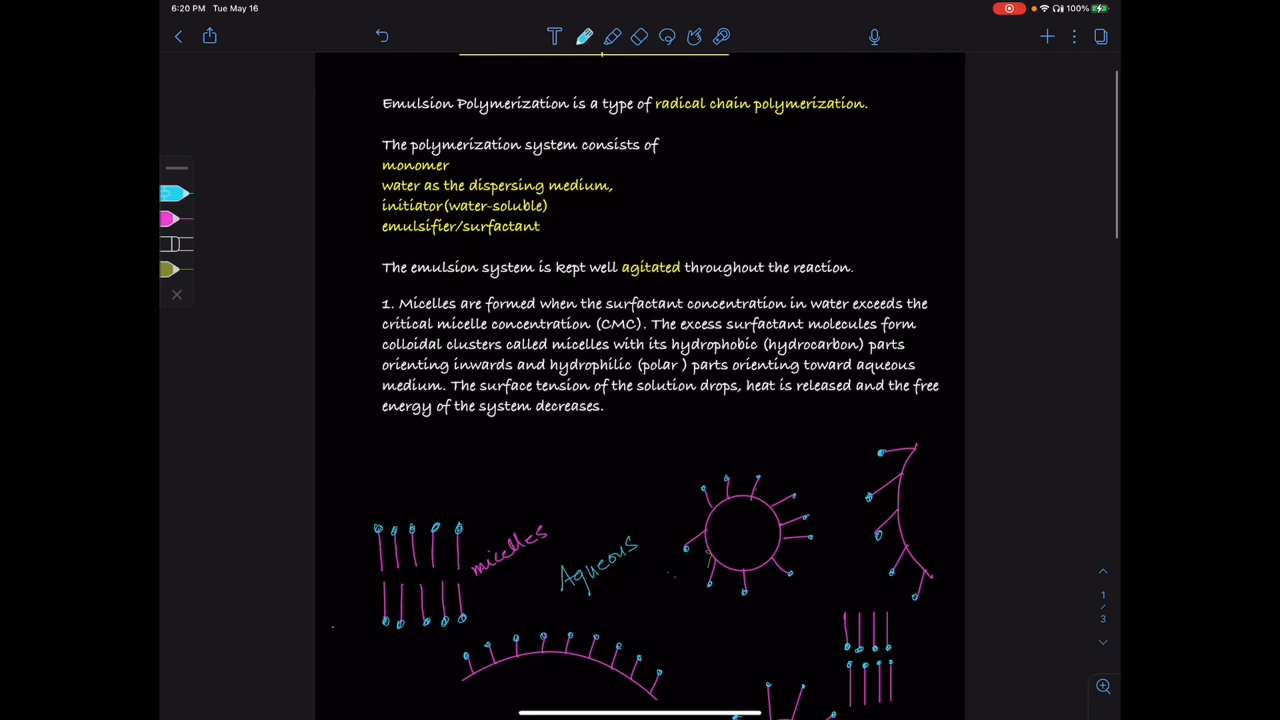 6:20 PM Tue May 16
100%
Emulsion Polymerization is a type of radical chain polymerization.
The polymerization system consists of
monomer
water as the dispersing medium,
initiator(water-soluble)
emulsifier/surfactant
The emulsion system is kept well agitated throughout the reaction.
1. Micelles are formed when the surfactant concentration in water exceeds the
critical micelle concentration (CMC). The excess surfactant molecules form
colloidal clusters called micelles with its hydrophobic (hydrocarbon) parts
orienting inwards and hydrophilic (polar ) parts orienting toward aqueous
medium. The surface tension of the solution drops, heat is released and the free
energy of the system decreases.
micelles
Aqueous
1
/
3